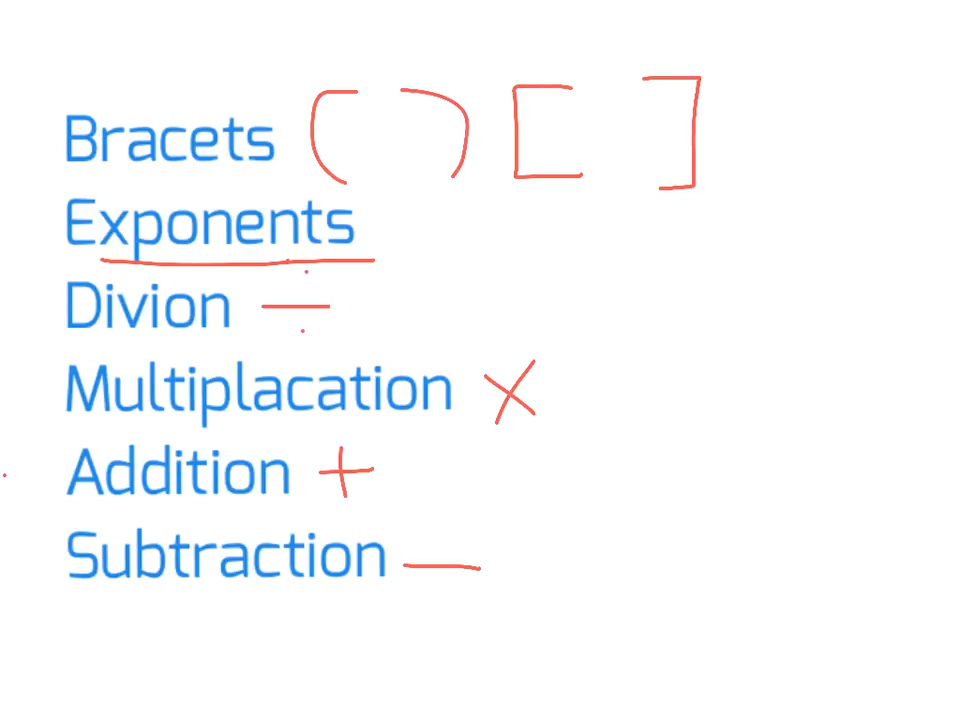 Bracets ( ) [ ]
Exponents
Divion ÷
Multiplacation ×
Addition +
Subtraction –